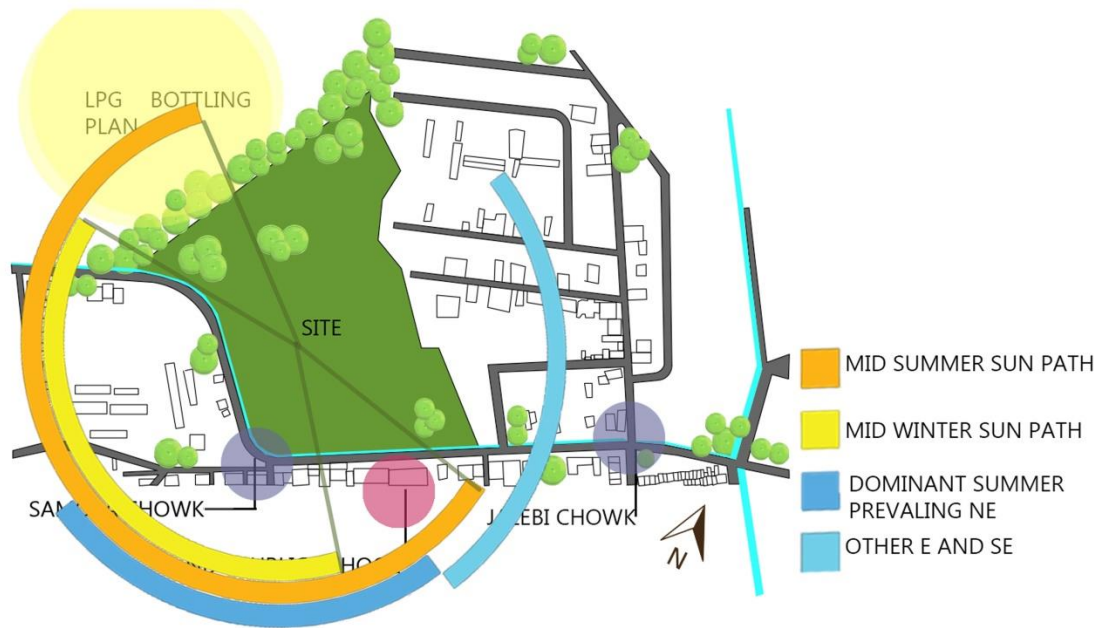 LPG BOTTLING
PLAN
SITE
CHOWK
JALEBI CHOWK
N
MID SUMMER SUN PATH
MID WINTER SUN PATH
DOMINANT SUMMER
PREVALING NE
OTHER E AND SE